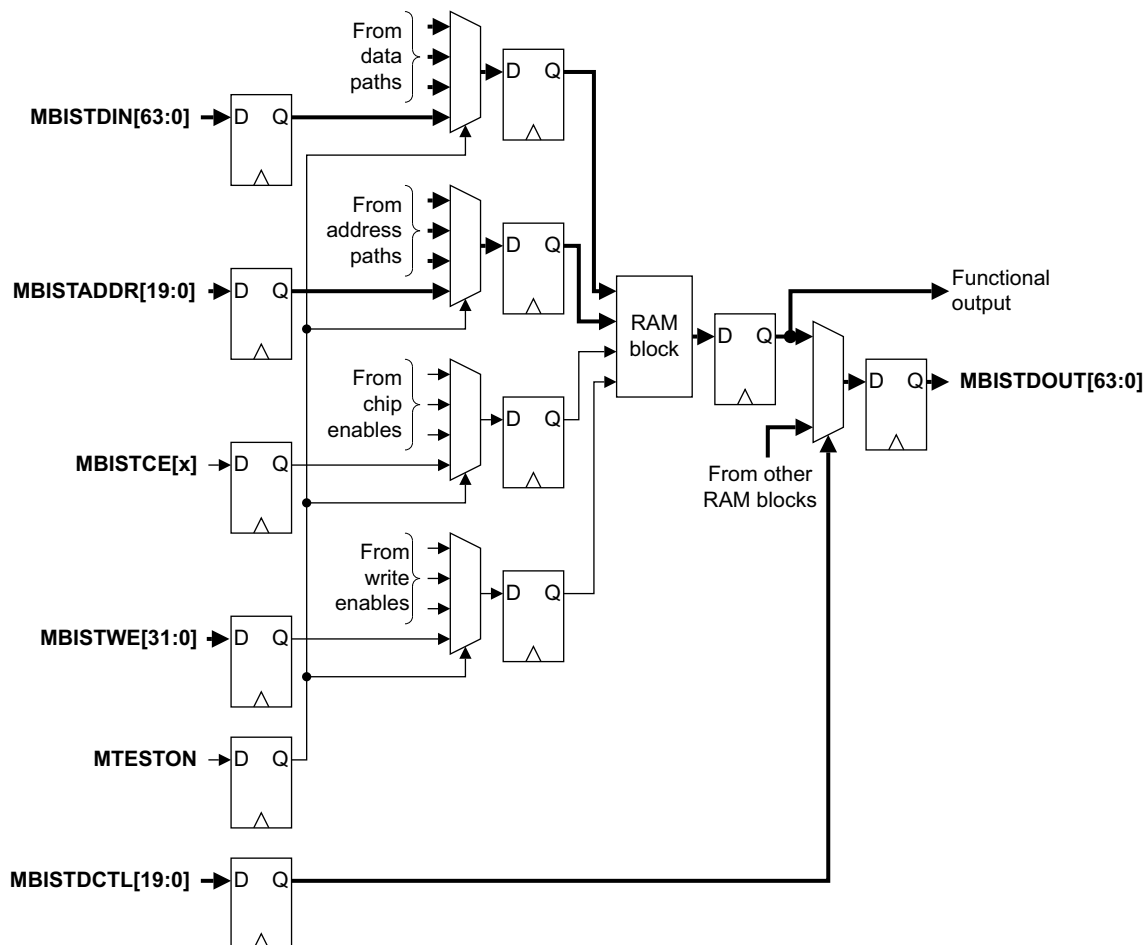 From
data
paths
D Q
MBISTDIN[63:0]
D Q
From
address
paths
D Q
MBISTADDR[19:0]
D Q
RAM
block
D Q
Functional
output
D Q
MBISTDOUT[63:0]
From
chip
enables
D Q
MBISTCE[x]
D Q
From other
RAM blocks
From
write
enables
D Q
MBISTWE[31:0]
D Q
MTESTON
D Q
MBISTDCTL[19:0]
D Q